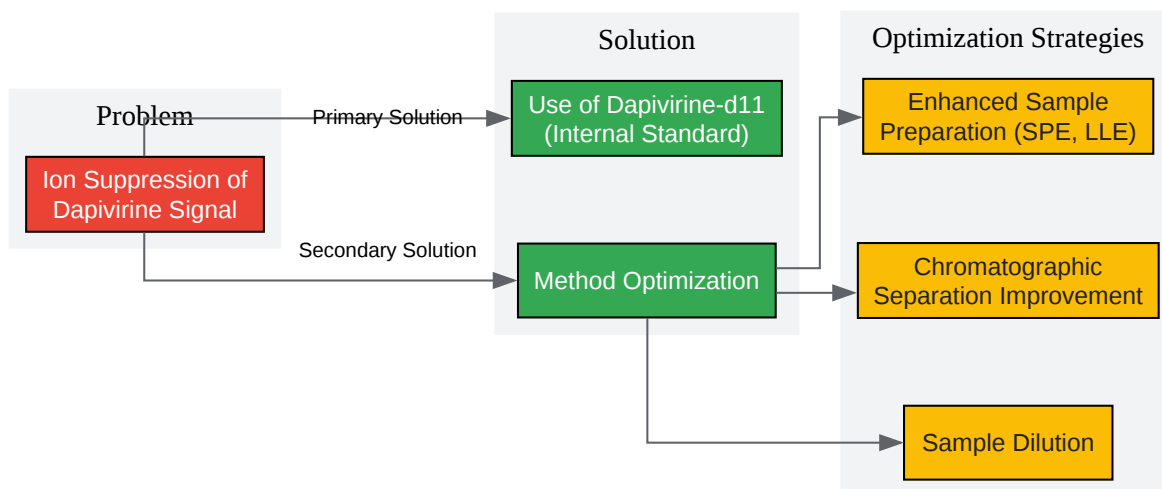 Problem
Ion Suppression of
Dapivirine Signal
Primary Solution
Secondary Solution
Solution
Use of Dapivirine-d11
(Internal Standard)
Method Optimization
Optimization Strategies
Enhanced Sample
Preparation (SPE, LLE)
Chromatographic
Separation Improvement
Sample Dilution